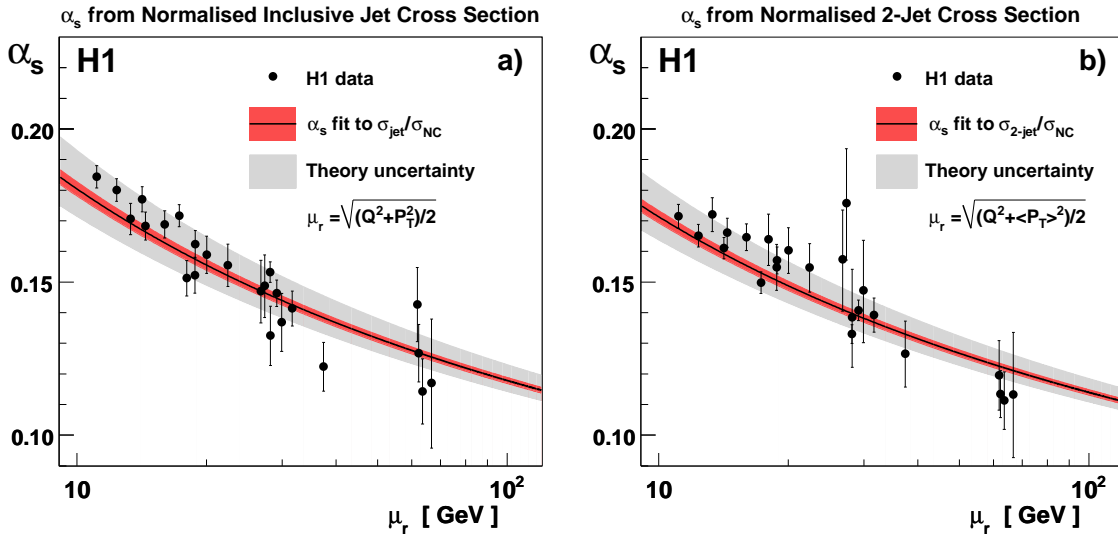 αs from Normalised Inclusive Jet Cross Section
αs
H1
a)
H1 data
αs fit to σjet/σNC
Theory uncertainty
μr = √(Q²+P²T)/2
0.20
0.15
0.10
10
10²
μr [ GeV ]
αs from Normalised 2-Jet Cross Section
αs
H1
b)
H1 data
αs fit to σ2-jet/σNC
Theory uncertainty
μr = √(Q²+<PT>²)/2
0.20
0.15
0.10
10
10²
μr [ GeV ]